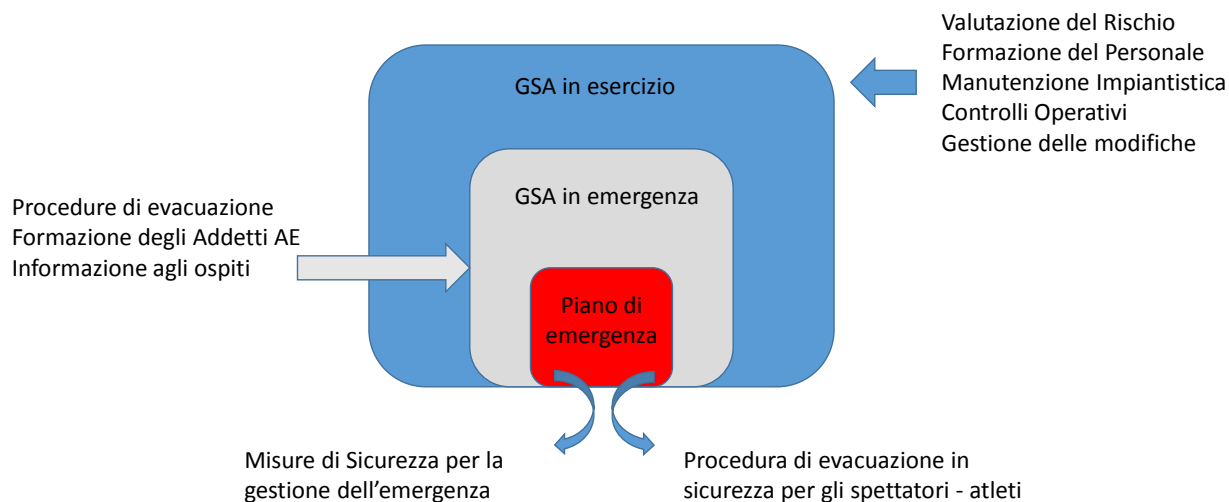 Valutazione del Rischio
Formazione del Personale
Manutenzione Impiantistica
Controlli Operativi
Gestione delle modifiche
GSA in esercizio
GSA in emergenza
Procedure di evacuazione
Formazione degli Addetti AE
Informazione agli ospiti
Piano di
emergenza
Misure di Sicurezza per la
gestione dell'emergenza
Procedura di evacuazione in
sicurezza per gli spettatori - atleti